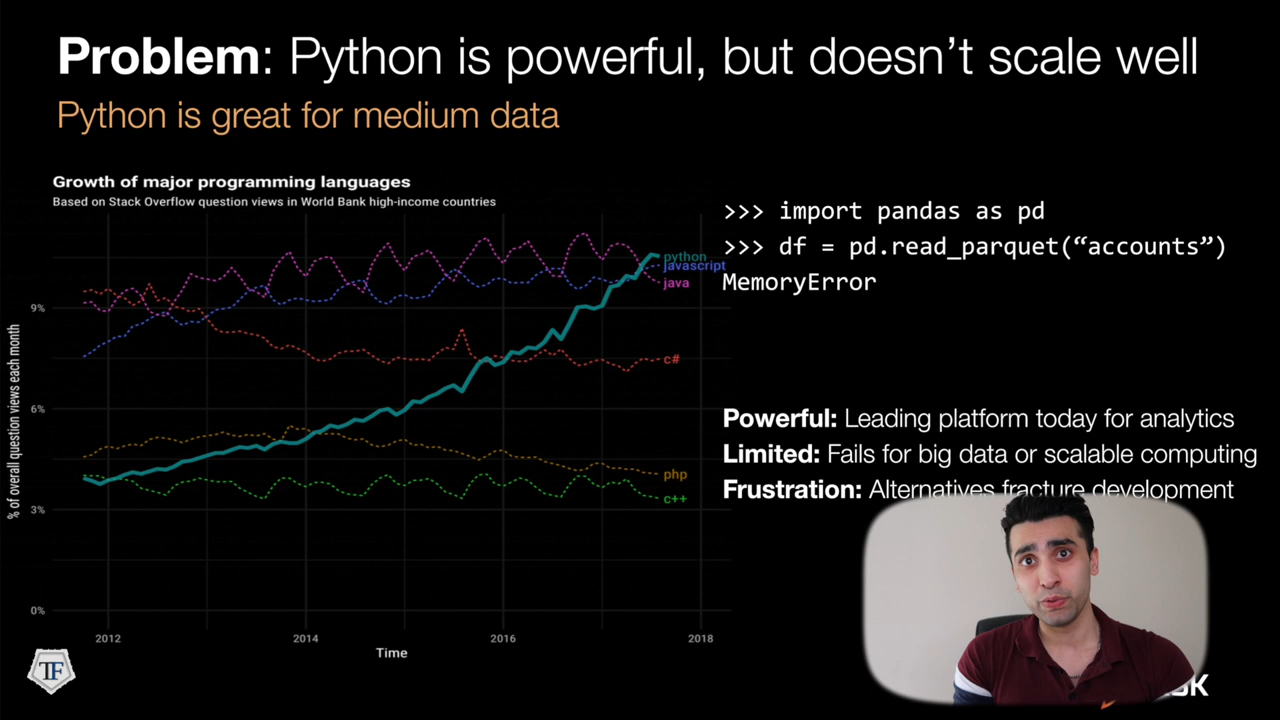 Problem: Python is powerful, but doesn’t scale well
Python is great for medium data
Growth of major programming languages
Based on Stack Overflow question views in World Bank high-income countries
% of overall question views each month
9%
6%
3%
0%
python
javascript
java
c#
php
c++
2012
2014
2016
2018
Time
>>> import pandas as pd
>>> df = pd.read_parquet(“accounts”)
MemoryError
Powerful: Leading platform today for analytics
Limited: Fails for big data or scalable computing
Frustration: Alternatives fracture development
TF